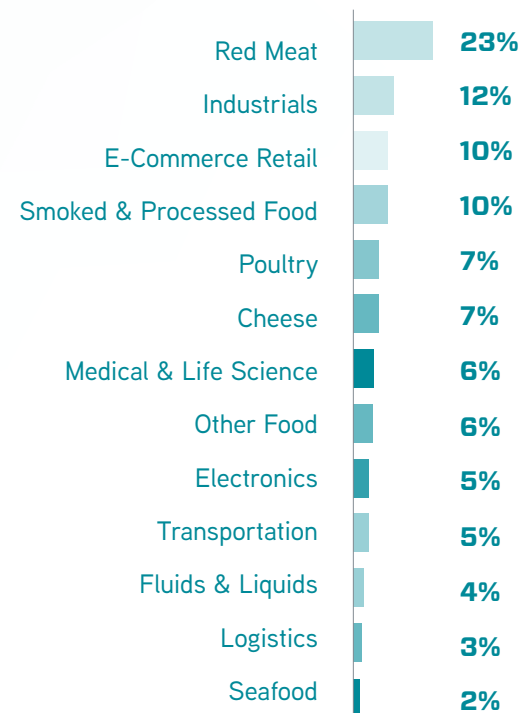 Red Meat 23%
Industrials 12%
E-Commerce Retail 10%
Smoked & Processed Food 10%
Poultry 7%
Cheese 7%
Medical & Life Science 6%
Other Food 6%
Electronics 5%
Transportation 5%
Fluids & Liquids 4%
Logistics 3%
Seafood 2%